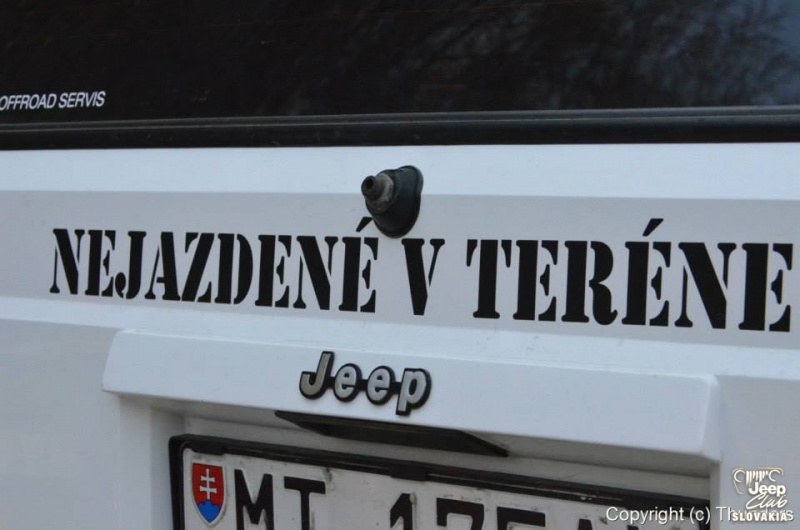 OFFROAD SERVIS
NEJAZDENÉ V TERÉNE
Jeep
MT
Copyright (c)
Jeep
Club
SLOVAKIA